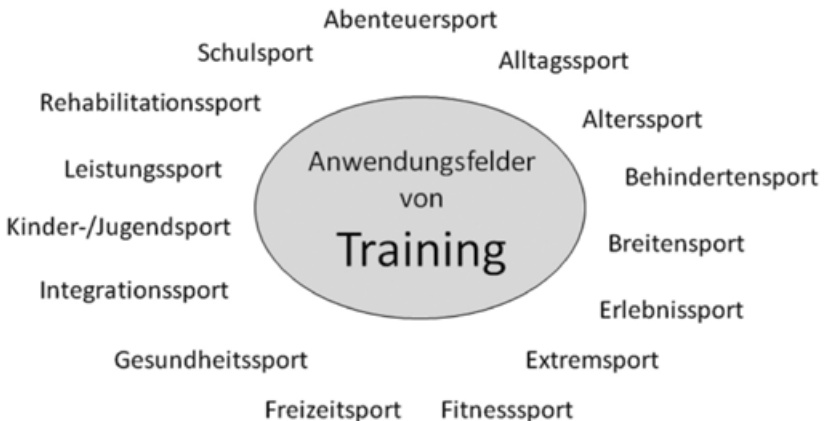 Abenteuersport
Schulsport
Alltagssport
Rehabilitationssport
Alterssport
Anwendungsfelder
von
Training
Leistungssport
Behindertensport
Kinder-/Jugendsport
Breitensport
Integrationssport
Erlebnissport
Gesundheitssport
Extremsport
Freizeitsport
Fitnesssport